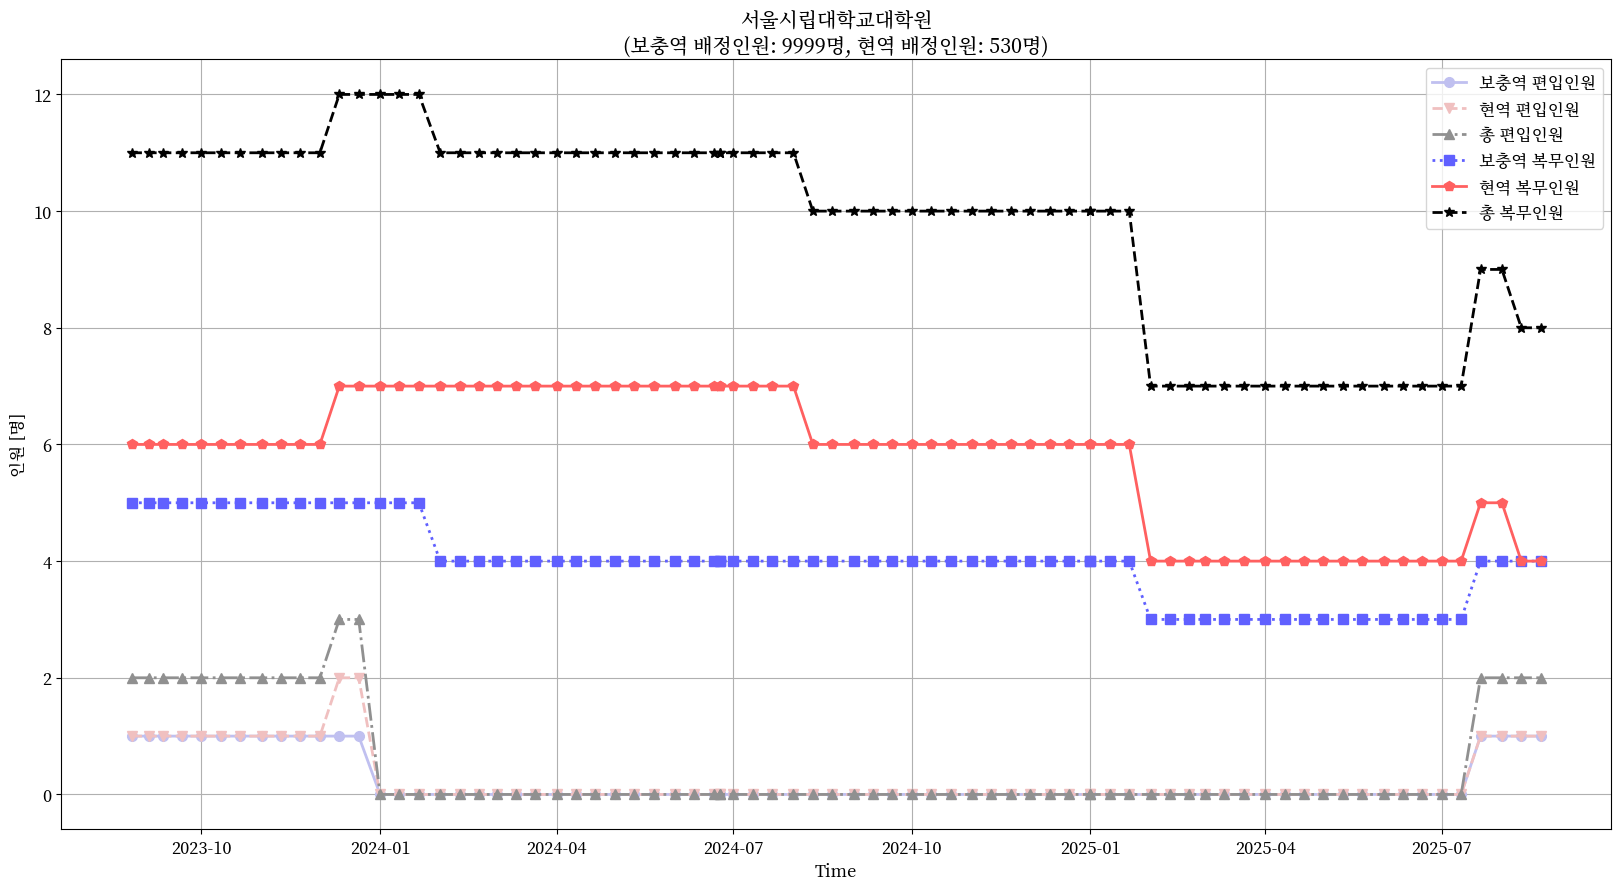 서울시립대학교대학원
(보충역 배정인원: 9999명, 현역 배정인원: 530명)
보충역 편입인원
현역 편입인원
총 편입인원
보충역 복무인원
현역 복무인원
총 복무인원
인원 [명]
12
10
8
6
4
2
0
2023-10
2024-01
2024-04
2024-07
2024-10
2025-01
2025-04
2025-07
Time